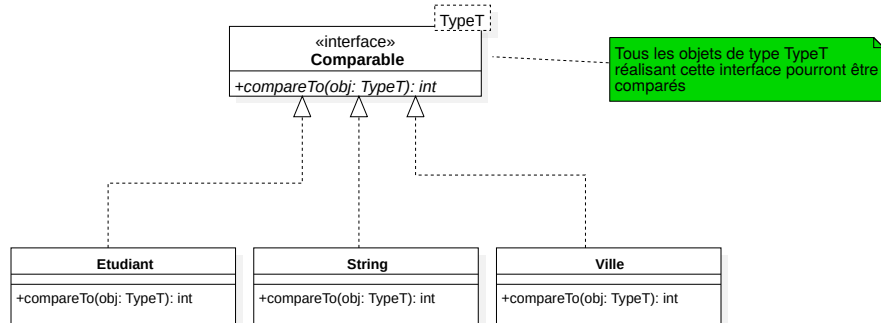 TypeT
«interface»
Comparable
+compareTo(obj: TypeT): int
Tous les objets de type TypeT
réalisant cette interface pourront être
comparés
Etudiant
+compareTo(obj: TypeT): int
String
+compareTo(obj: TypeT): int
Ville
+compareTo(obj: TypeT): int